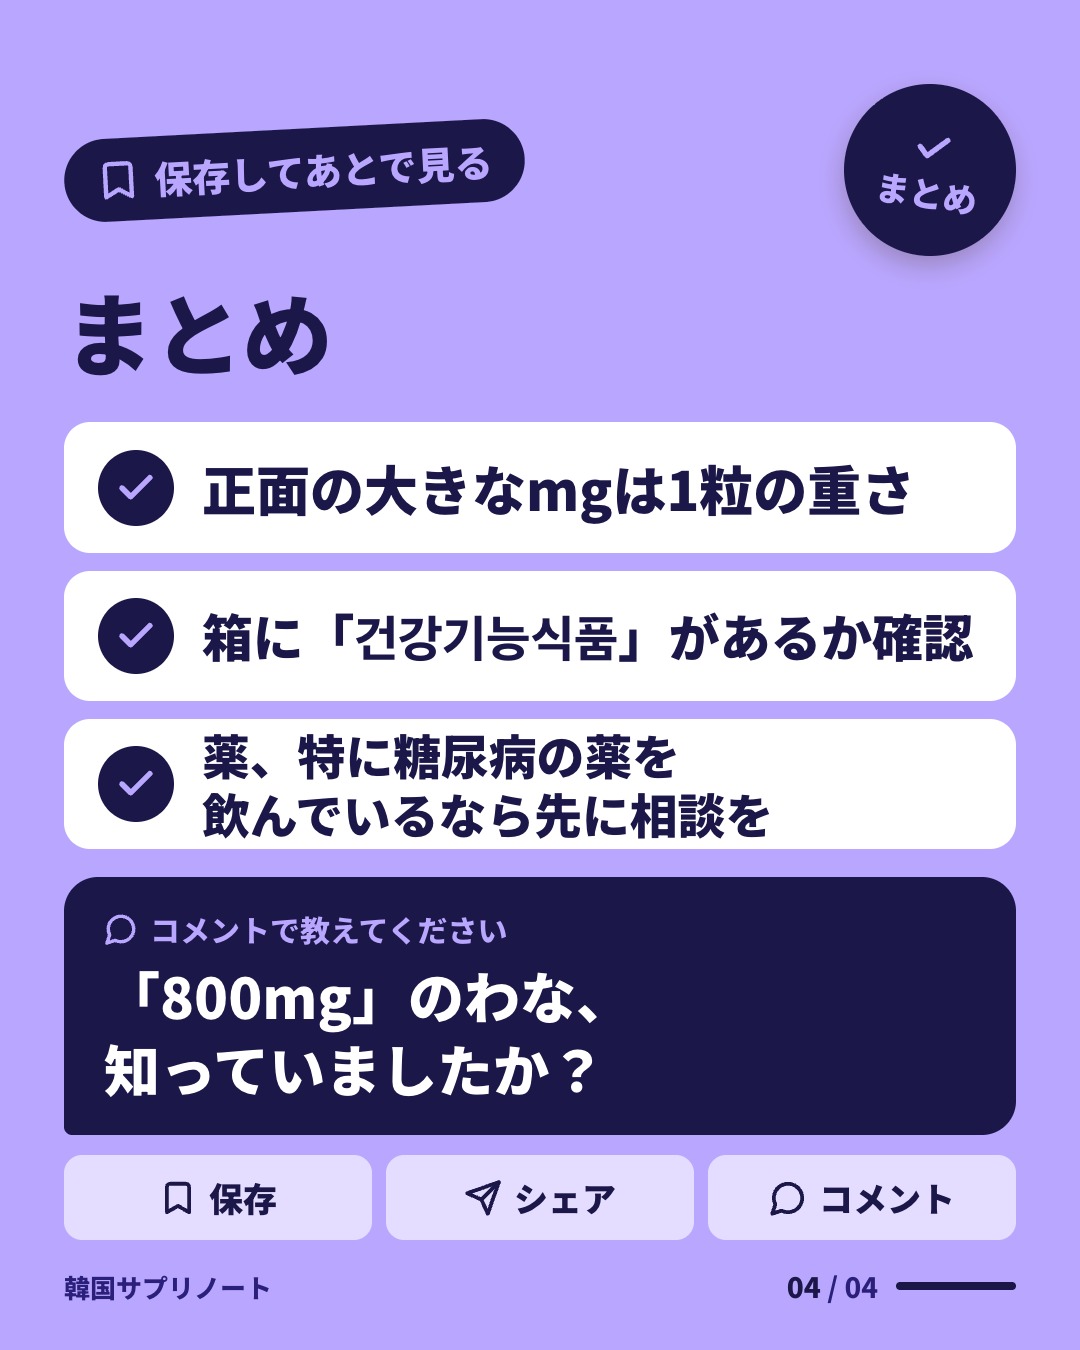 保存してあとで見る
まとめ
まとめ
正面の大きなmgは1粒の重さ
箱に「건강기능식품」があるか確認
薬、特に糖尿病の薬を
飲んでいるなら先に相談を
コメントで教えてください
「800mg」のわな、
知っていましたか？
保存
シェア
コメント
韓国サプリノート
04 / 04